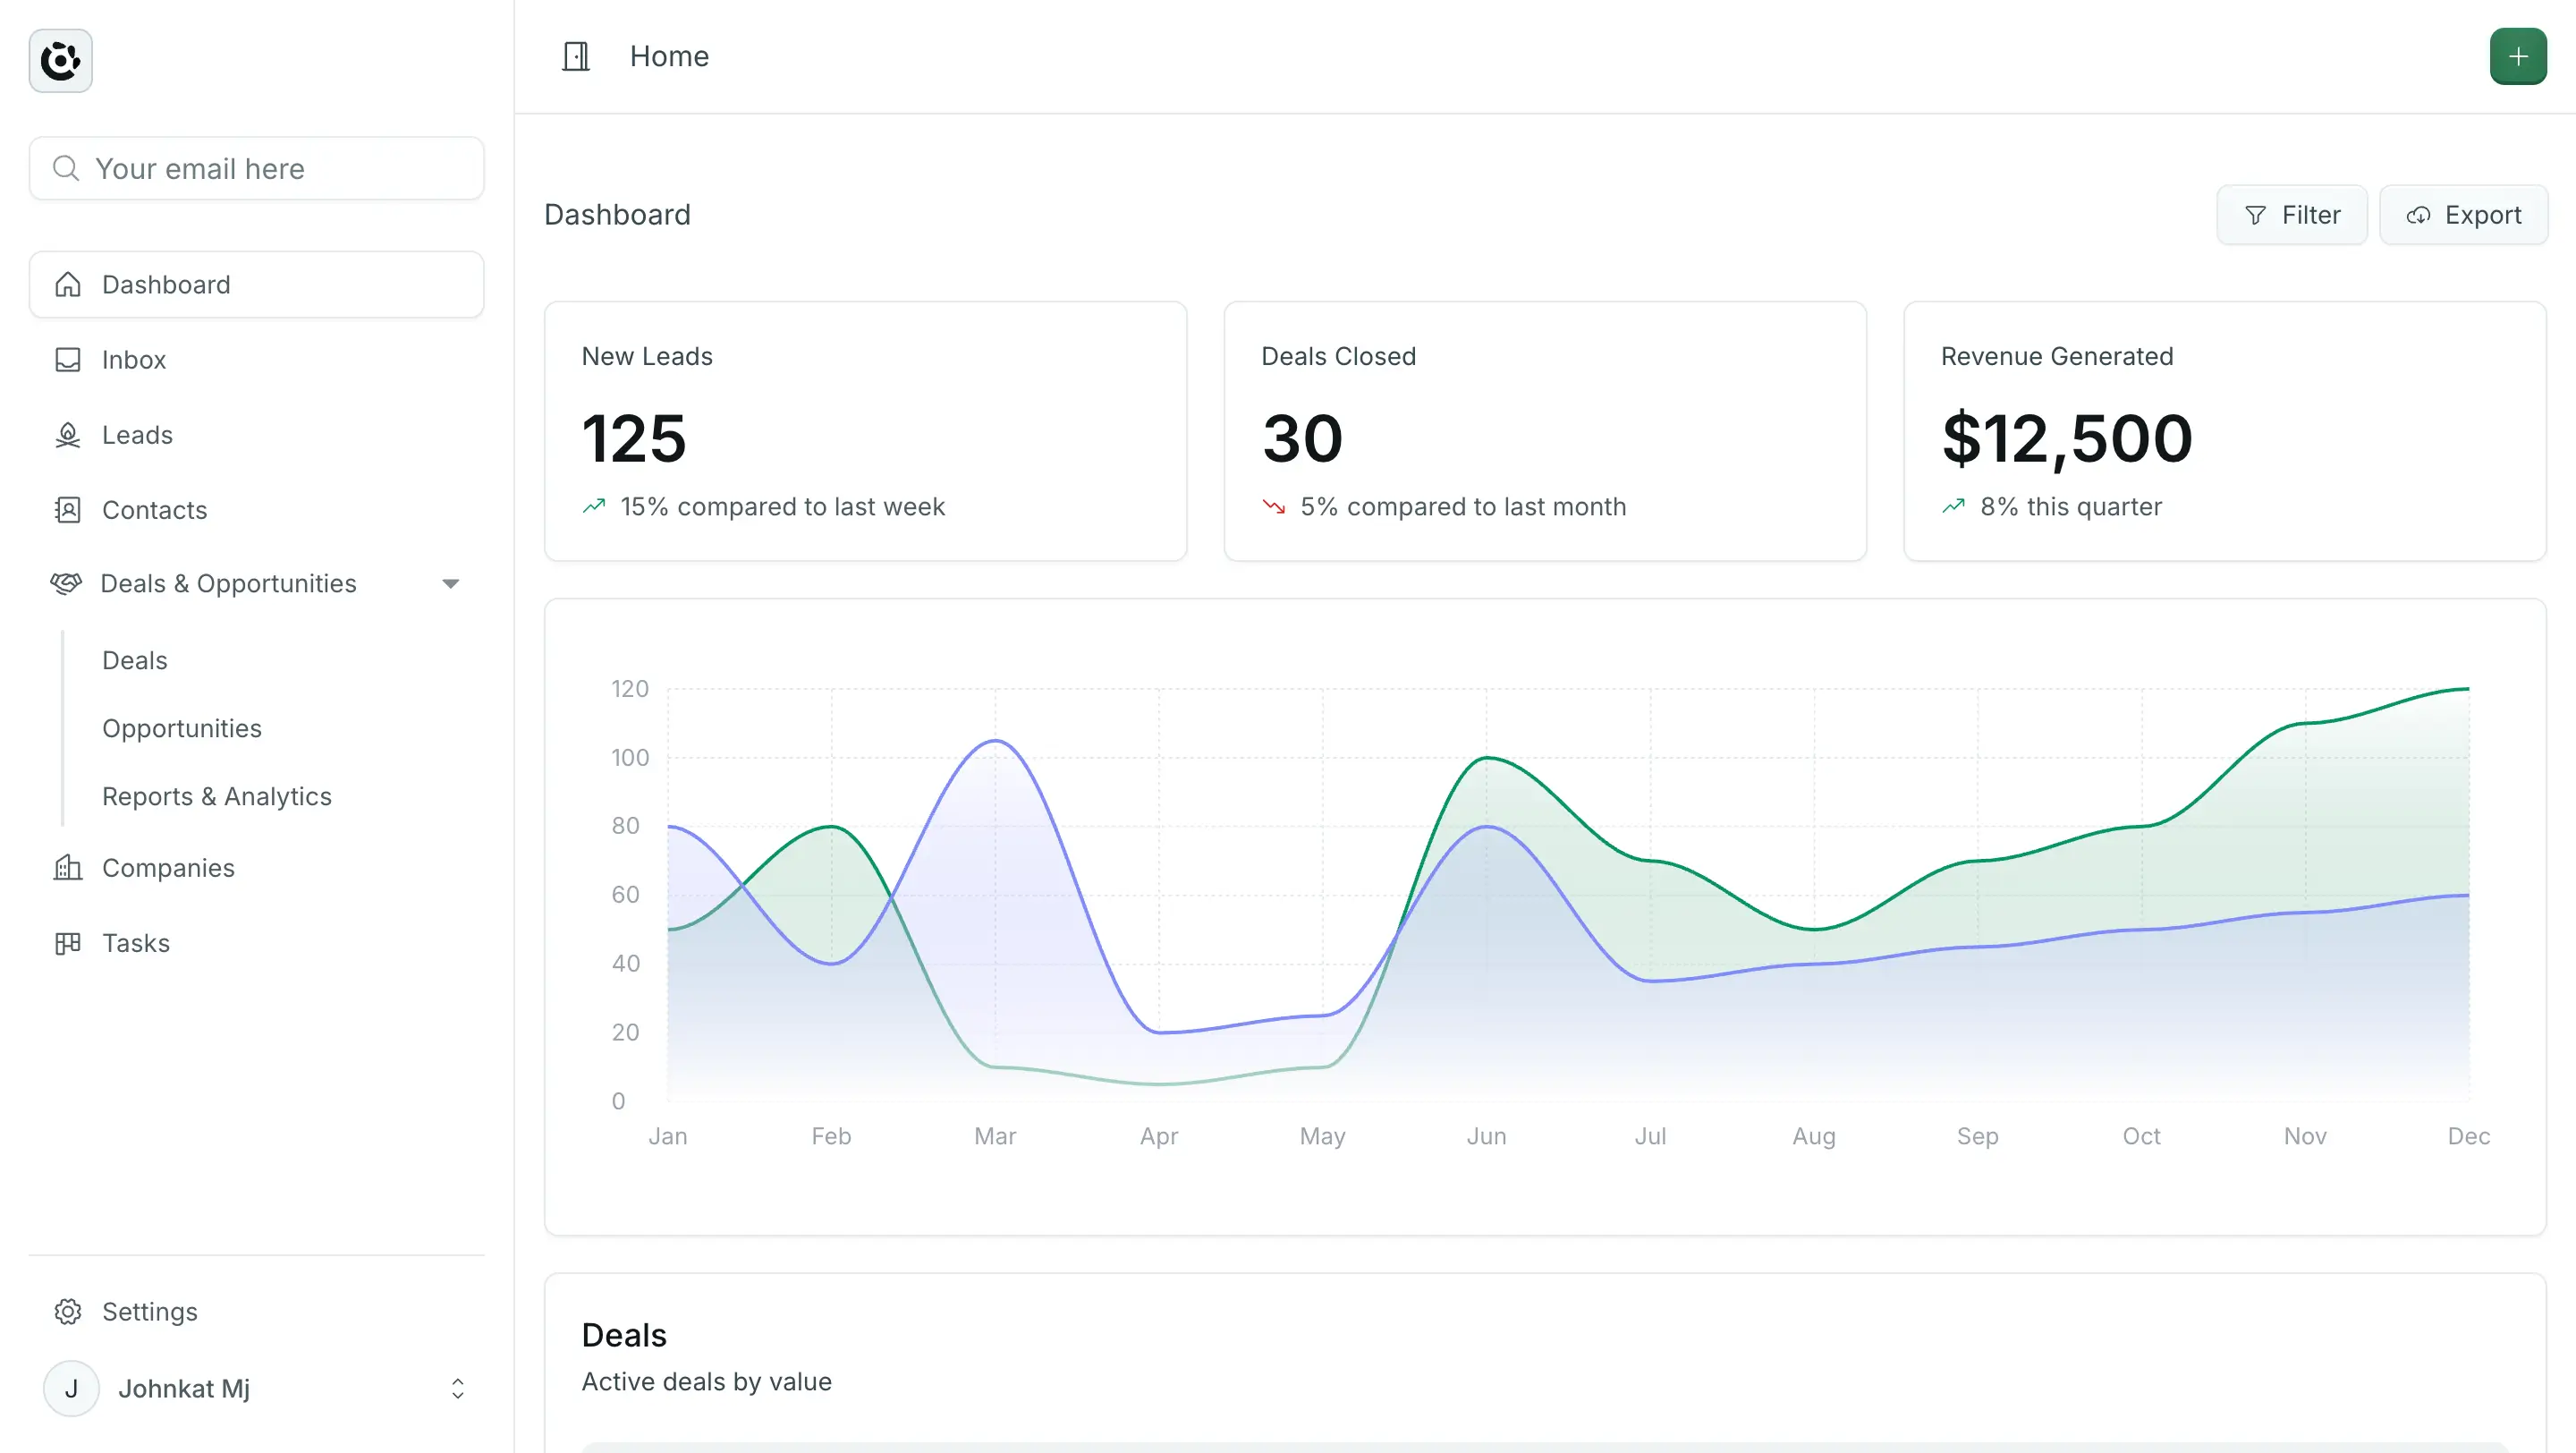 Your email here
Dashboard
Inbox
Leads
Contacts
Deals & Opportunities
Deals
Opportunities
Reports & Analytics
Companies
Tasks
Settings
J
Johnkat Mj
Home
Dashboard
Filter
Export
New Leads
125
15% compared to last week
Deals Closed
30
5% compared to last month
Revenue Generated
$12,500
8% this quarter
120
100
80
60
40
20
0
Jan Feb Mar Apr May Jun Jul Aug Sep Oct Nov Dec
Deals
Active deals by value